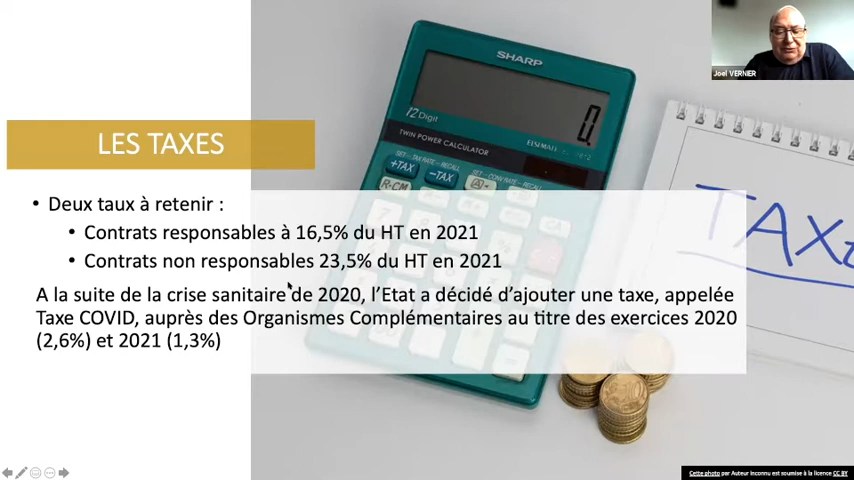 SHARP
12 Digit
0.
TWIN POWER CALCULATOR
ELSIMATE
+TAX
-TAX
R·CM
CA
Joel VERNIER
TAX
LES TAXES
• Deux taux à retenir :
• Contrats responsables à 16,5% du HT en 2021
• Contrats non responsables 23,5% du HT en 2021
A la suite de la crise sanitaire de 2020, l'Etat a décidé d'ajouter une taxe, appelée
Taxe COVID, auprès des Organismes Complémentaires au titre des exercices 2020
(2,6%) et 2021 (1,3%)
Cette photo par Auteur inconnu est soumise à la licence CC BY